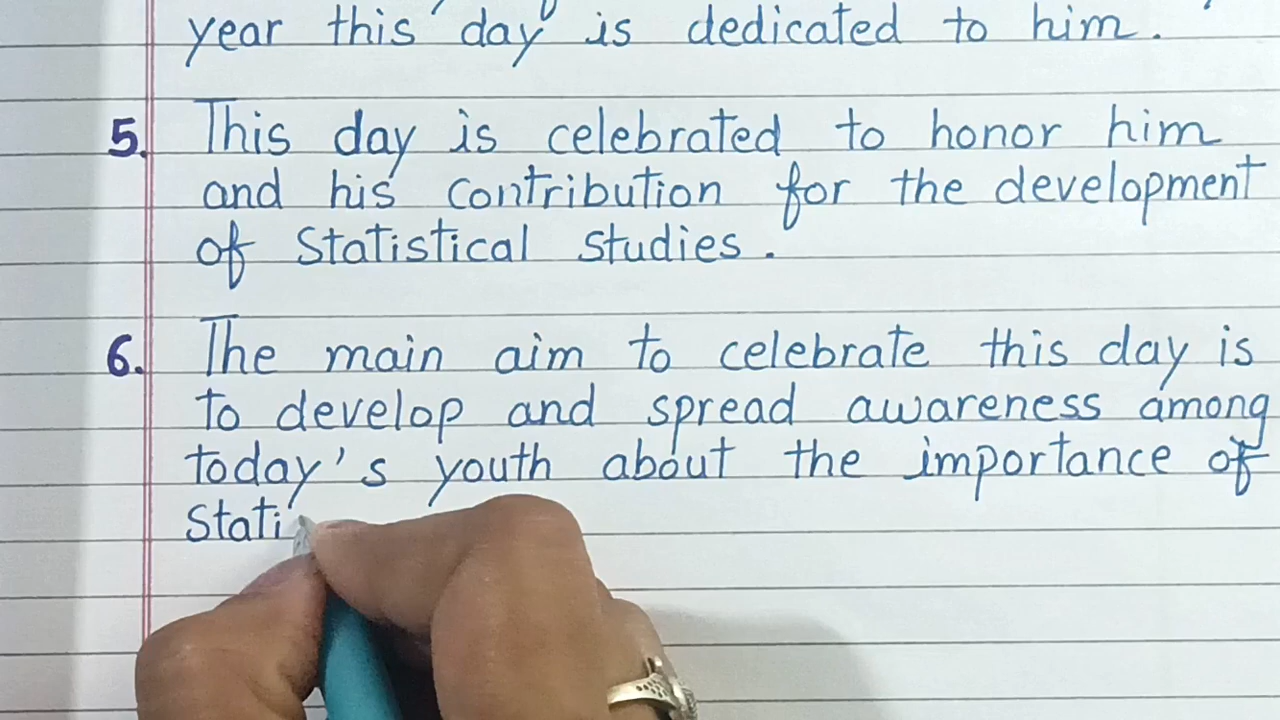 year this day is dedicated to him.
5. This day is celebrated to honor him
and his contribution for the development
of Statistical Studies.
6. The main aim to celebrate this day is
to develop and spread awareness among
today's youth about the importance of
Stati